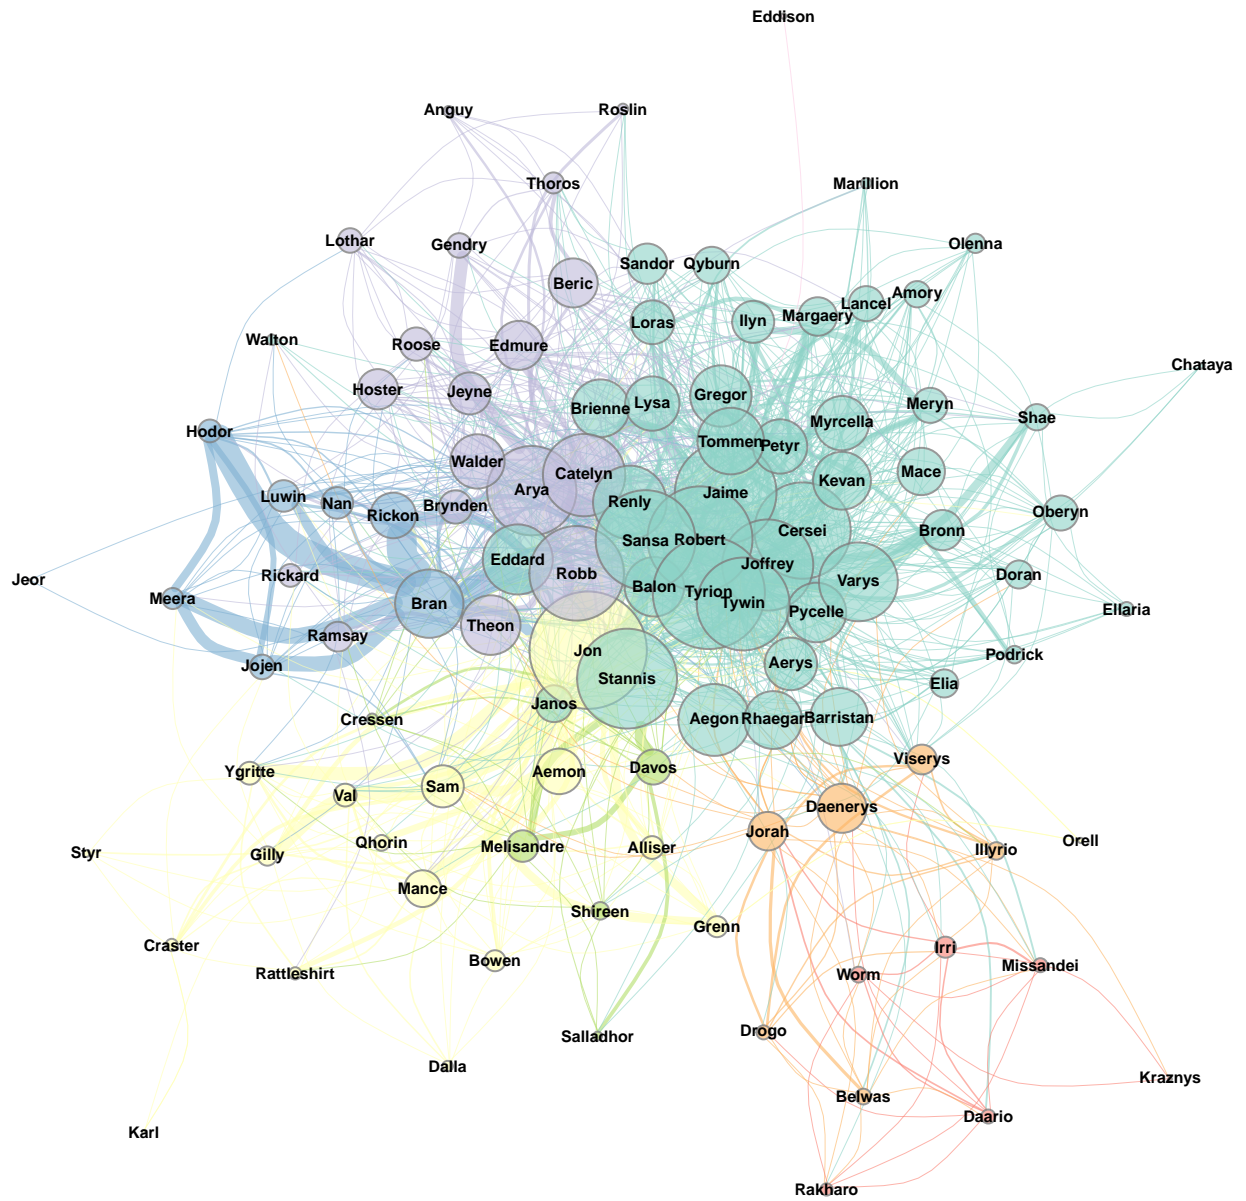 Eddison
Anguy
Roslin
Thoros
Marillion
Lothar
Gendry
Olenna
Sandor
Qyburn
Beric
Amory
Lancel
Margaery
Ilyn
Loras
Walton
Roose
Edmure
Chataya
Hoster
Jeyne
Gregor
Lysa
Brienne
Meryn
Shae
Myrcella
Hodor
Tommen
Petyr
Walder
Catelyn
Mace
Kevan
Arya
Jaime
Luwin
Nan
Renly
Brynden
Oberyn
Rickon
Cersei
Bronn
Sansa
Robert
Eddard
Joffrey
Jeor
Rickard
Robb
Doran
Varys
Balon
Tyrion
Meera
Bran
Tywin
Ellaria
Pycelle
Theon
Ramsay
Jon
Podrick
Jojen
Aerys
Stannis
Elia
Janos
Cressen
Aegon
Rhaegar
Barristan
Viserys
Ygritte
Aemon
Davos
Sam
Val
Daenerys
Jorah
Orell
Qhorin
Melisandre
Alliser
Illyrio
Styr
Gilly
Mance
Shireen
Grenn
Craster
Irri
Bowen
Missandei
Rattleshirt
Worm
Drogo
Salladhor
Dalla
Kraznys
Belwas
Daario
Karl
Rakharo